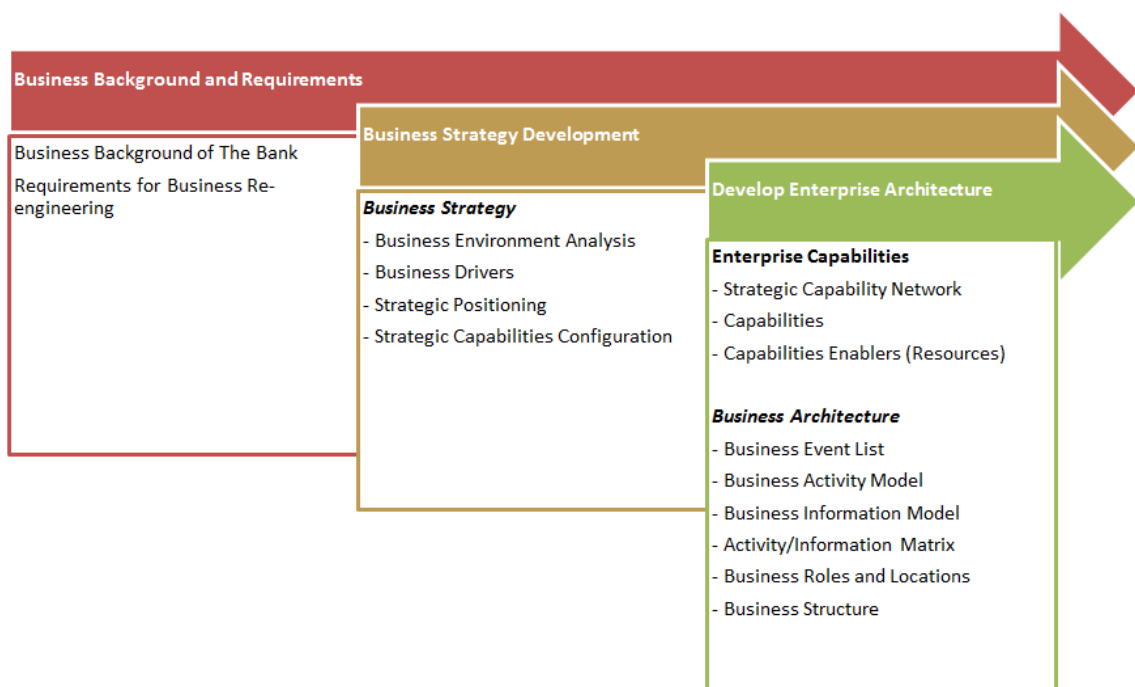 Business Background and Requirements
Business Background of The Bank
Requirements for Business Re-
engineering
Business Strategy Development
Business Strategy
- Business Environment Analysis
- Business Drivers
- Strategic Positioning
- Strategic Capabilities Configuration
Develop Enterprise Architecture
Enterprise Capabilities
- Strategic Capability Network
- Capabilities
- Capabilities Enablers (Resources)
Business Architecture
- Business Event List
- Business Activity Model
- Business Information Model
- Activity/Information Matrix
- Business Roles and Locations
- Business Structure